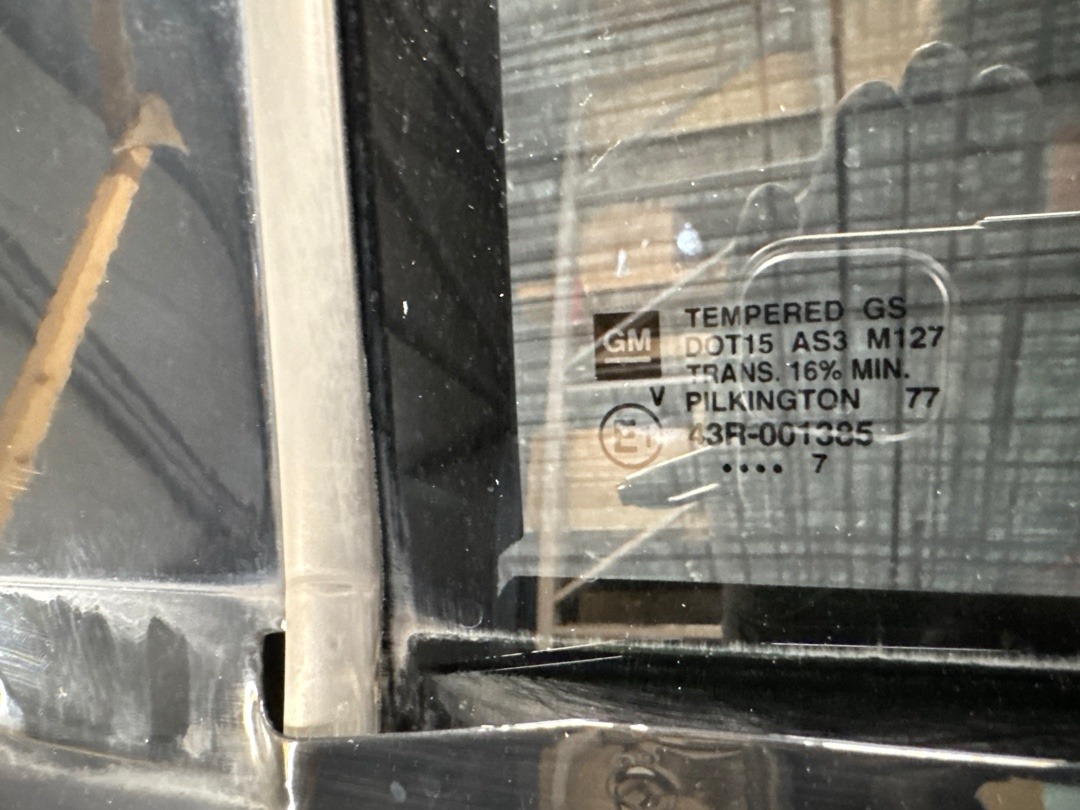 GM
TEMPERED GS
DOT15 AS3 M127
TRANS. 16% MIN.
V PILKINGTON 77
E1 43R-001385
•••• 7